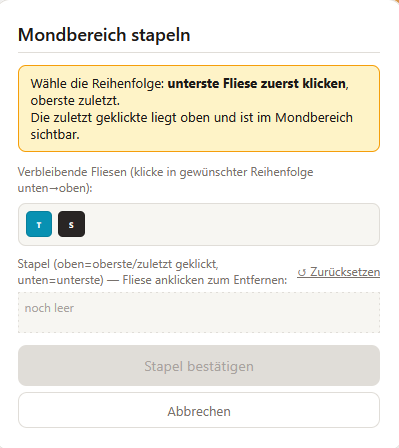 Mondbereich stapeln
Wähle die Reihenfolge: unterste Fliese zuerst klicken,
oberste zuletzt.
Die zuletzt geklickte liegt oben und ist im Mondbereich
sichtbar.
Verbleibende Fliesen (klicke in gewünschter Reihenfolge
unten→oben):
T S
Stapel (oben=oberste/zuletzt geklickt,
unten=unterste) — Fliese anklicken zum Entfernen:
↺ Zurücksetzen
noch leer
Stapel bestätigen
Abbrechen